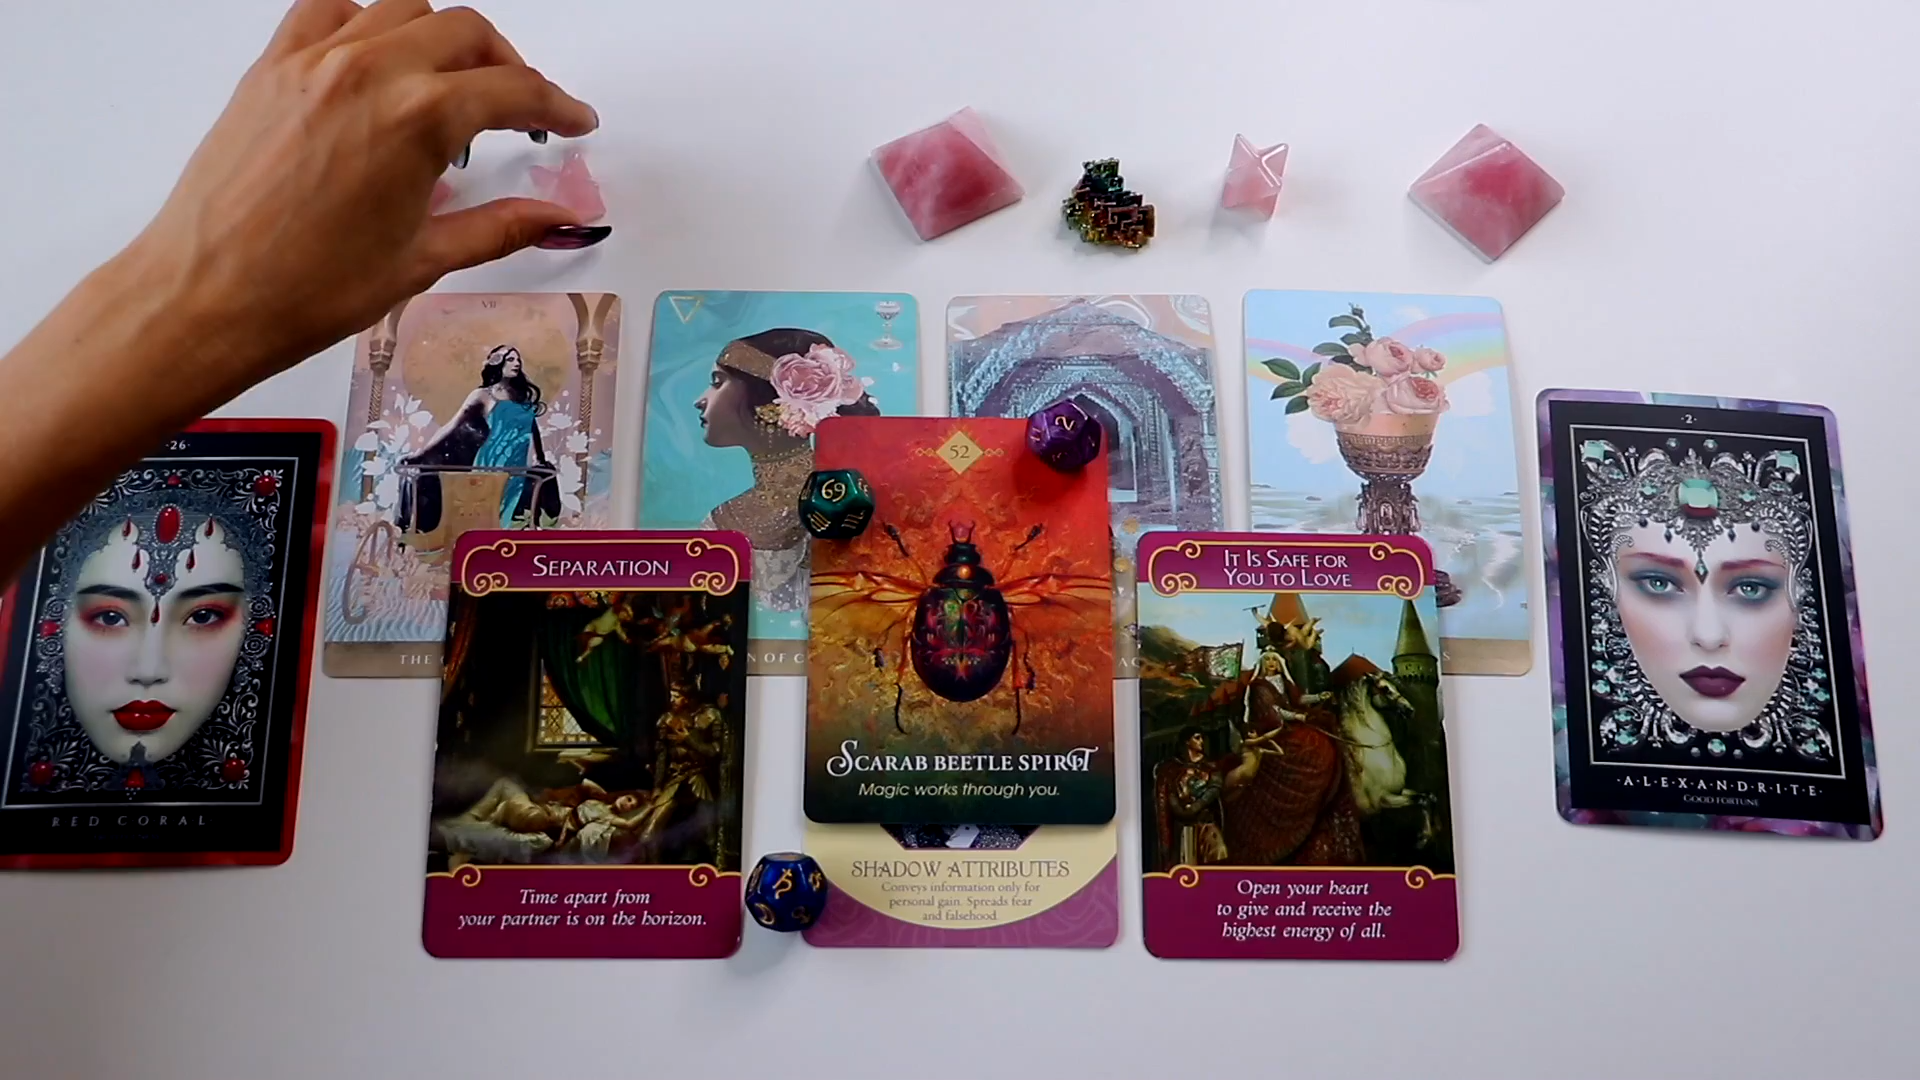 VII
·26·
52
·2·
69
SEPARATION
IT IS SAFE FOR
YOU TO LOVE
THE
N OF C
SCARAB BEETLE SPIRIT
Magic works through you.
·A·L·E·X·A·N·D·R·I·T·E·
GOOD FORTUNE
RED CORAL
SHADOW ATTRIBUTES
Conveys information only for
personal gain. Spreads fear
and falsehood.
Time apart from
your partner is on the horizon.
Open your heart
to give and receive the
highest energy of all.